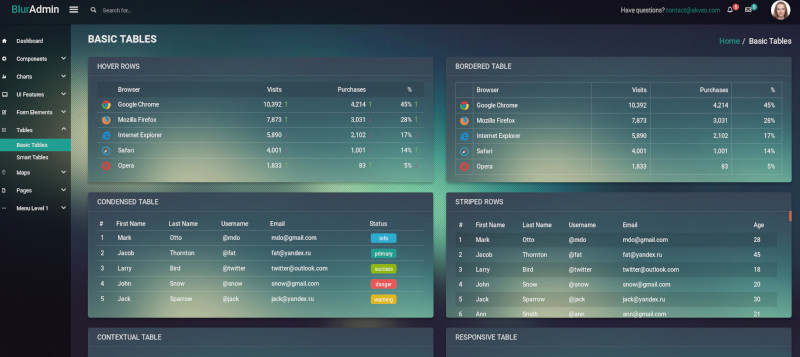 BlurAdmin Search for... Have questions? contact@akveo.com 5 5
Dashboard
Components
Charts
UI Features
Form Elements
Tables
Basic Tables
Smart Tables
Maps
Pages
Menu Level 1
BASIC TABLES Home / Basic Tables
HOVER ROWS
Browser Visits Purchases %
Google Chrome 10,392 4,214 45%
Mozilla Firefox 7,873 3,031 28%
Internet Explorer 5,890 2,102 17%
Safari 4,001 1,001 14%
Opera 1,833 83 5%
BORDERED TABLE
Browser Visits Purchases %
Google Chrome 10,392 4,214 45%
Mozilla Firefox 7,873 3,031 28%
Internet Explorer 5,890 2,102 17%
Safari 4,001 1,001 14%
Opera 1,833 83 5%
CONDENSED TABLE
# First Name Last Name Username Email Status
1 Mark Otto @mdo mdo@gmail.com info
2 Jacob Thornton @fat fat@yandex.ru primary
3 Larry Bird @twitter twitter@outlook.com success
4 John Snow @snow snow@gmail.com danger
5 Jack Sparrow @jack jack@yandex.ru warning
STRIPED ROWS
# First Name Last Name Username Email Age
1 Mark Otto @mdo mdo@gmail.com 28
2 Jacob Thornton @fat fat@yandex.ru 45
3 Larry Bird @twitter twitter@outlook.com 18
4 John Snow @snow snow@gmail.com 20
5 Jack Sparrow @jack jack@yandex.ru 30
6 Ann Smith @ann ann@gmail.com 21
CONTEXTUAL TABLE
RESPONSIVE TABLE